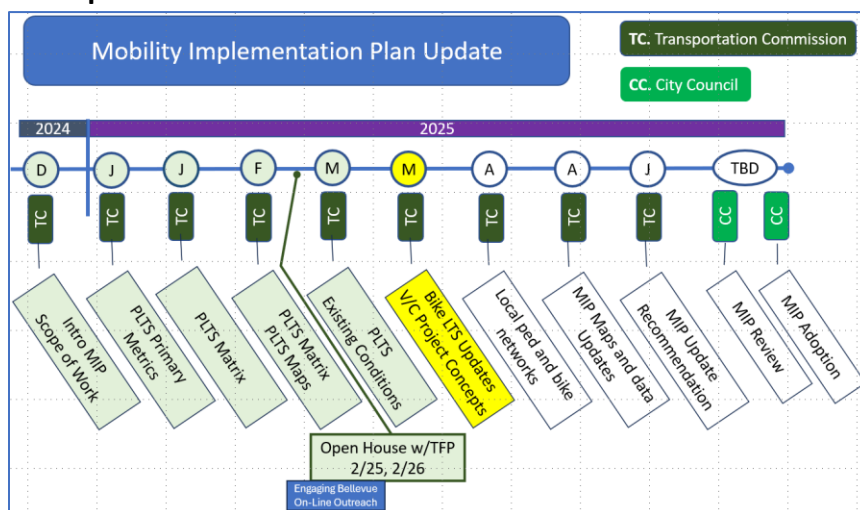 Mobility Implementation Plan Update
TC. Transportation Commission
CC. City Council
2024
2025
D
J
J
F
M
M
A
A
J
TBD
TC
TC
TC
TC
TC
TC
TC
TC
TC
CC
CC
Intro MIP
Scope of Work
PLTS Primary
Metrics
PLTS Matrix
PLTS Matrix
PLTS Maps
PLTS
Existing Conditions
Bike LTS Updates
V/C Project Concepts
Local ped and bike
networks
MIP Maps and data
Updates
MIP Update
Recommendation
MIP Review
MIP Adoption
Open House w/TFP
2/25, 2/26
Engaging Bellevue
On-Line Outreach